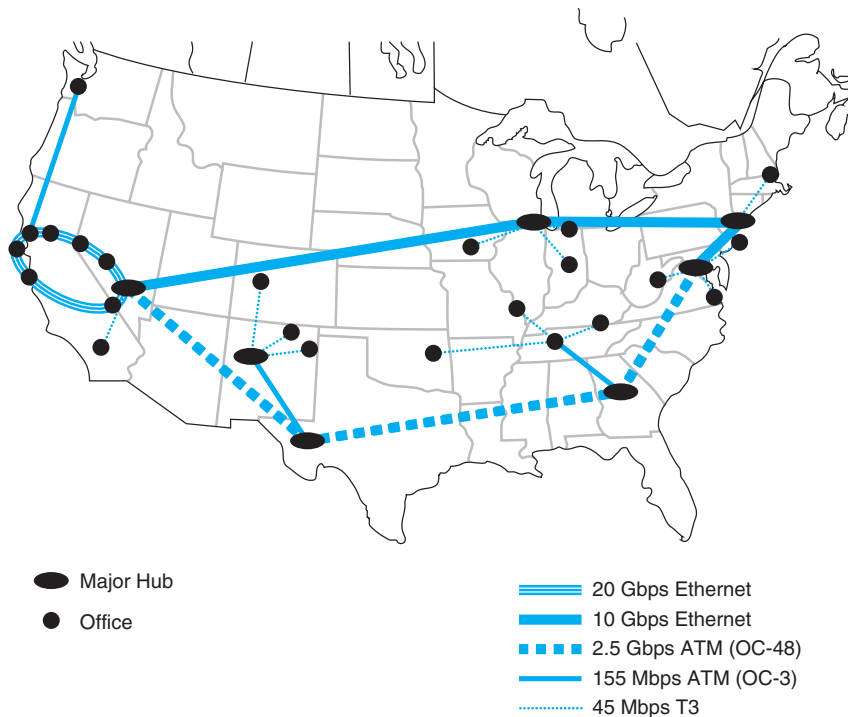 Major Hub
Office
20 Gbps Ethernet
10 Gbps Ethernet
2.5 Gbps ATM (OC-48)
155 Mbps ATM (OC-3)
45 Mbps T3